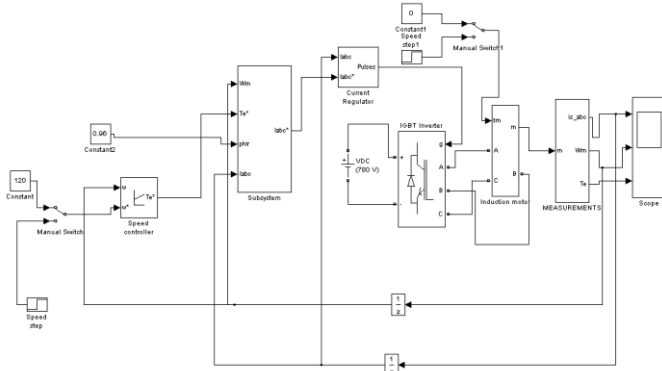 0
Constant1
Speed
step1
Manual Switch1
Iabc
Iabc*
Pulses
Current
Regulator
Wm
Te*
phir
Iabc
Iabc*
Subsystem
0.96
Constant2
120
Constant
Manual Switch
Speed
step
w
w*
Te*
Speed
controller
VDC
(780 V)
IGBT Inverter
+
-
g
A
B
C
tm
A
C
m
B
Induction motor
m
is_abc
Wm
Te
MEASUREMENTS
Scope
1
z
1